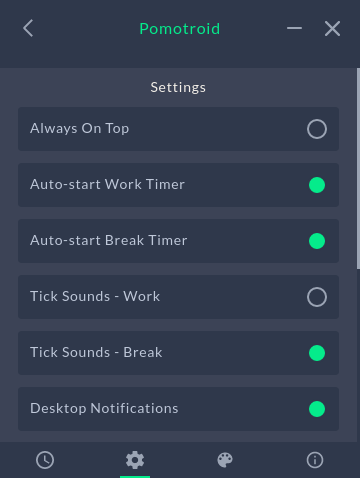 Pomotroid
Settings
Always On Top
Auto-start Work Timer
Auto-start Break Timer
Tick Sounds - Work
Tick Sounds - Break
Desktop Notifications